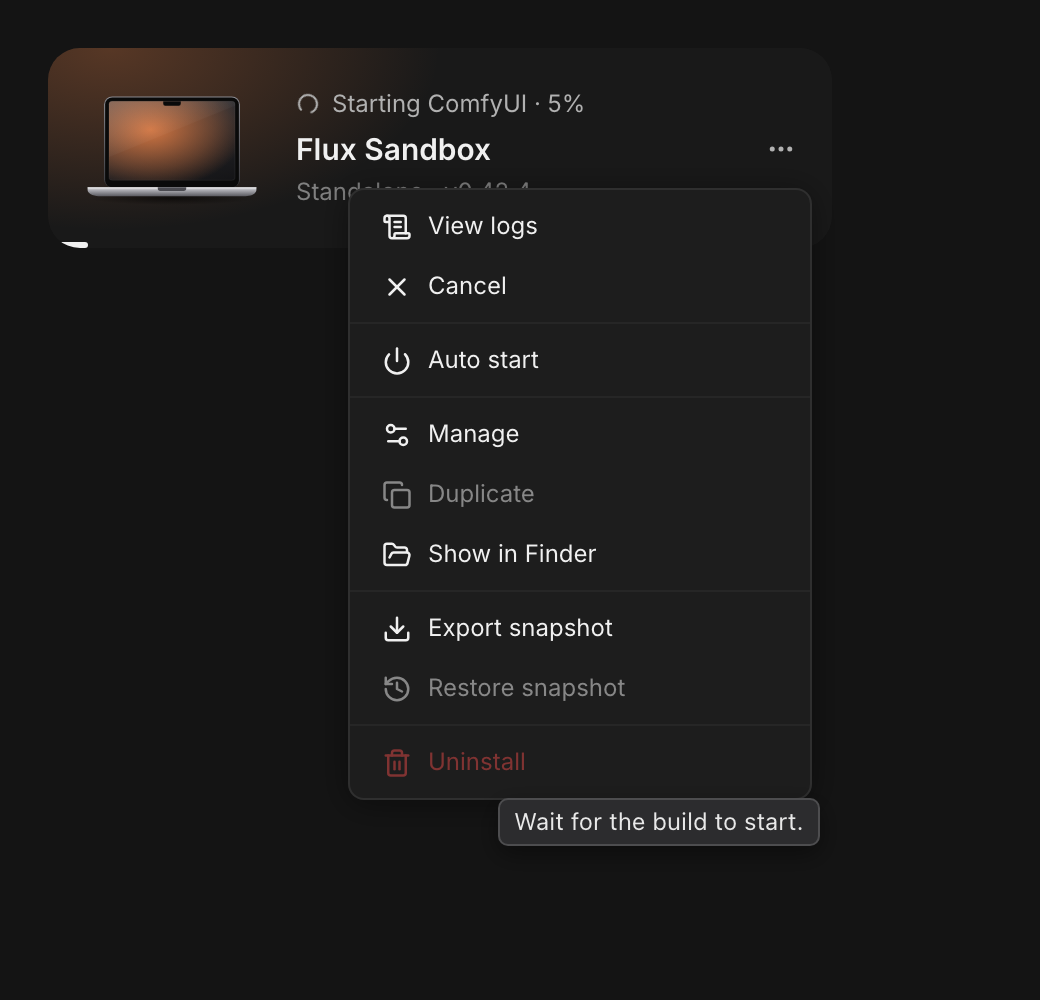 Starting ComfyUI · 5%
Flux Sandbox
View logs
Cancel
Auto start
Manage
Duplicate
Show in Finder
Export snapshot
Restore snapshot
Uninstall
Wait for the build to start.